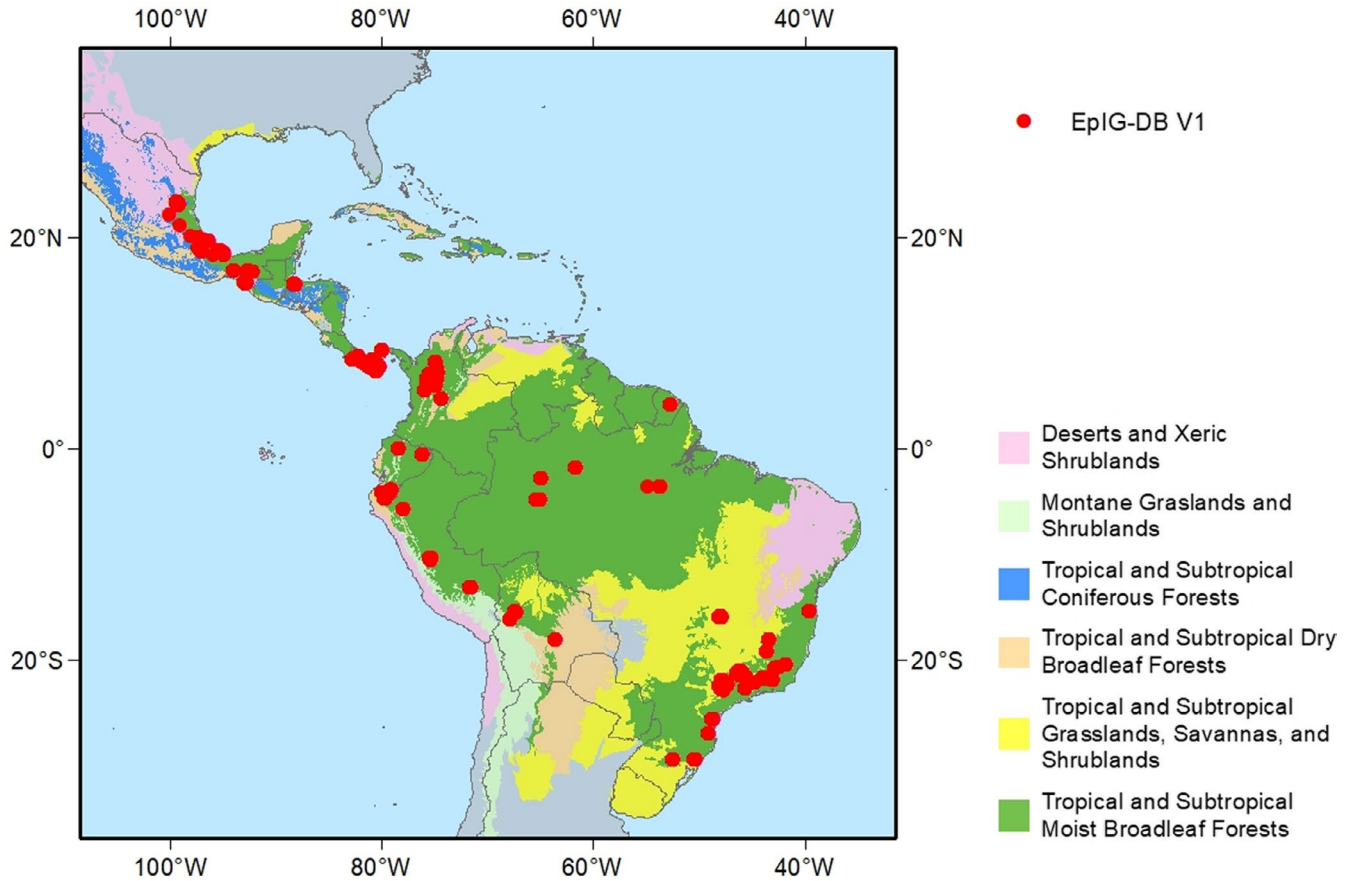 100°W 80°W 60°W 40°W
EpIG-DB V1
20°N 20°N
Deserts and Xeric
Shrublands
0° 0°
Montane Graslands and
Shrublands
Tropical and Subtropical
Coniferous Forests
Tropical and Subtropical Dry
Broadleaf Forests
20°S 20°S
Tropical and Subtropical
Grasslands, Savannas, and
Shrublands
Tropical and Subtropical
Moist Broadleaf Forests
100°W 80°W 60°W 40°W